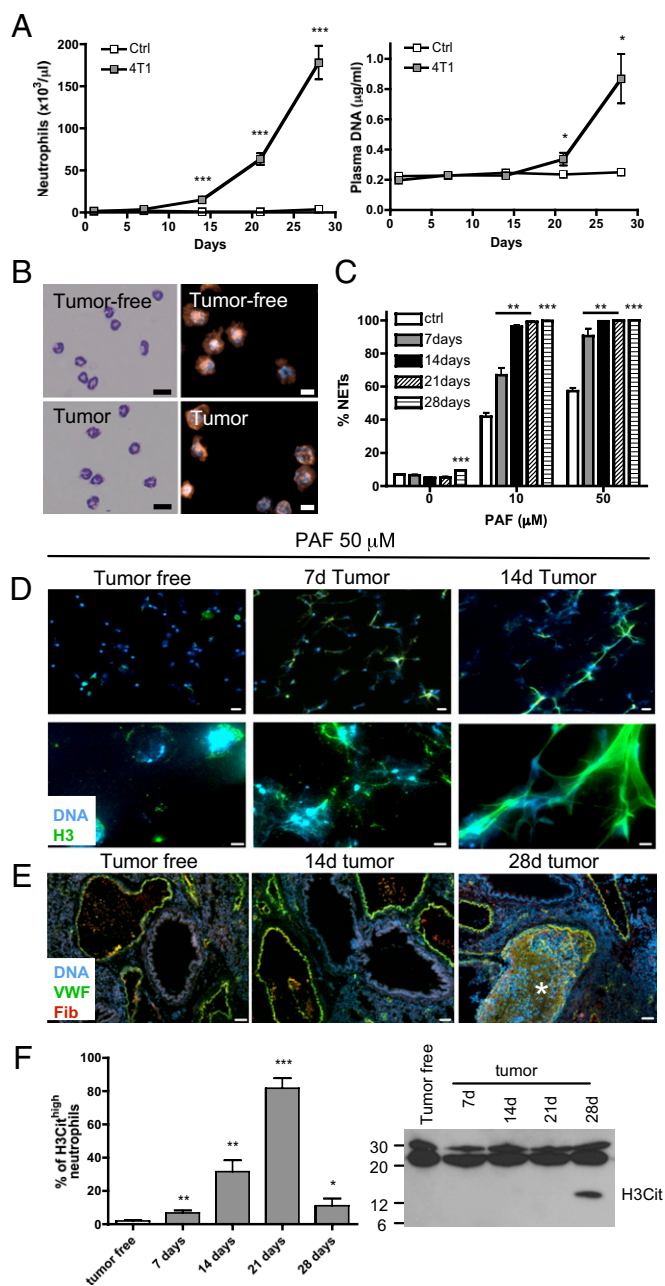 A
Neutrophils (x10³/µl)
200
150
100
50
0
0 5 10 15 20 25 30
Days
Ctrl
4T1
***
***
***
Plasma DNA (µg/ml)
1.0
0.8
0.6
0.4
0.2
0.0
0 5 10 15 20 25 30
Days
Ctrl
4T1
*
*
B
Tumor-free
Tumor-free
Tumor
Tumor
C
% NETs
100
80
60
40
20
0
ctrl
7days
14days
21days
28days
***
** ***
** ***
0 10 50
PAF (µM)
PAF 50 µM
D
Tumor free
7d Tumor
14d Tumor
DNA
H3
E
Tumor free
14d tumor
28d tumor
DNA
VWF
Fib
*
F
% of H3Cit^high
neutrophils
100
80
60
40
20
0
**
**
***
*
tumor free
7 days
14 days
21 days
28 days
Tumor free
tumor
7d
14d
21d
28d
30
20
12
6
H3Cit